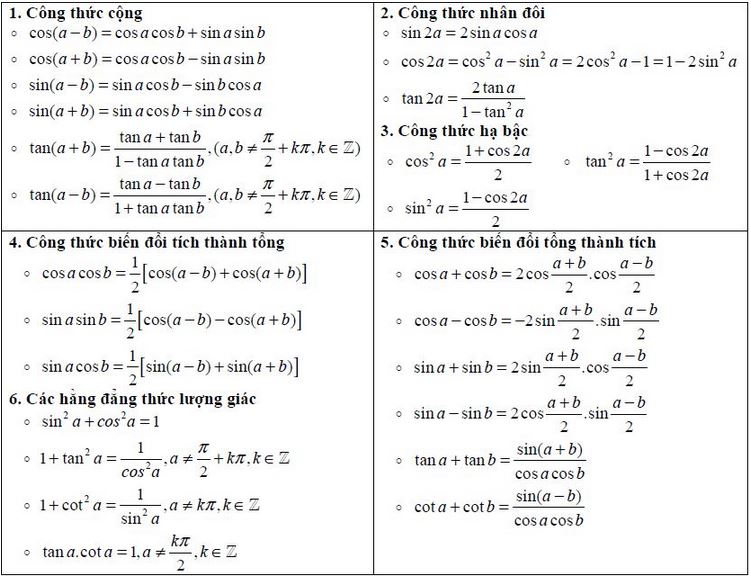 1. Công thức cộng
∘ cos(a − b) = cos a cos b + sin a sin b
∘ cos(a + b) = cos a cos b − sin a sin b
∘ sin(a − b) = sin a cos b − sin b cos a
∘ sin(a + b) = sin a cos b + sin b cos a
∘ tan(a + b) = (tan a + tan b)/(1 − tan a tan b), (a, b ≠ π/2 + kπ, k ∈ ℤ)
∘ tan(a − b) = (tan a − tan b)/(1 + tan a tan b), (a, b ≠ π/2 + kπ, k ∈ ℤ)
2. Công thức nhân đôi
∘ sin 2a = 2 sin a cos a
∘ cos 2a = cos² a − sin² a = 2 cos² a − 1 = 1 − 2 sin² a
∘ tan 2a = 2 tan a/(1 − tan² a)
3. Công thức hạ bậc
∘ cos² a = (1 + cos 2a)/2 ∘ tan² a = (1 − cos 2a)/(1 + cos 2a)
∘ sin² a = (1 − cos 2a)/2
4. Công thức biến đổi tích thành tổng
∘ cos a cos b = 1/2 [cos(a − b) + cos(a + b)]
∘ sin a sin b = 1/2 [cos(a − b) − cos(a + b)]
∘ sin a cos b = 1/2 [sin(a − b) + sin(a + b)]
6. Các hằng đẳng thức lượng giác
∘ sin² a + cos² a = 1
∘ 1 + tan² a = 1/cos² a, a ≠ π/2 + kπ, k ∈ ℤ
∘ 1 + cot² a = 1/sin² a, a ≠ kπ, k ∈ ℤ
∘ tan a.cot a = 1, a ≠ kπ/2, k ∈ ℤ
5. Công thức biến đổi tổng thành tích
∘ cos a + cos b = 2 cos (a + b)/2 . cos (a − b)/2
∘ cos a − cos b = −2 sin (a + b)/2 . sin (a − b)/2
∘ sin a + sin b = 2 sin (a + b)/2 . cos (a − b)/2
∘ sin a − sin b = 2 cos (a + b)/2 . sin (a − b)/2
∘ tan a + tan b = sin(a + b)/(cos a cos b)
∘ cot a + cot b = sin(a − b)/(cos a cos b)